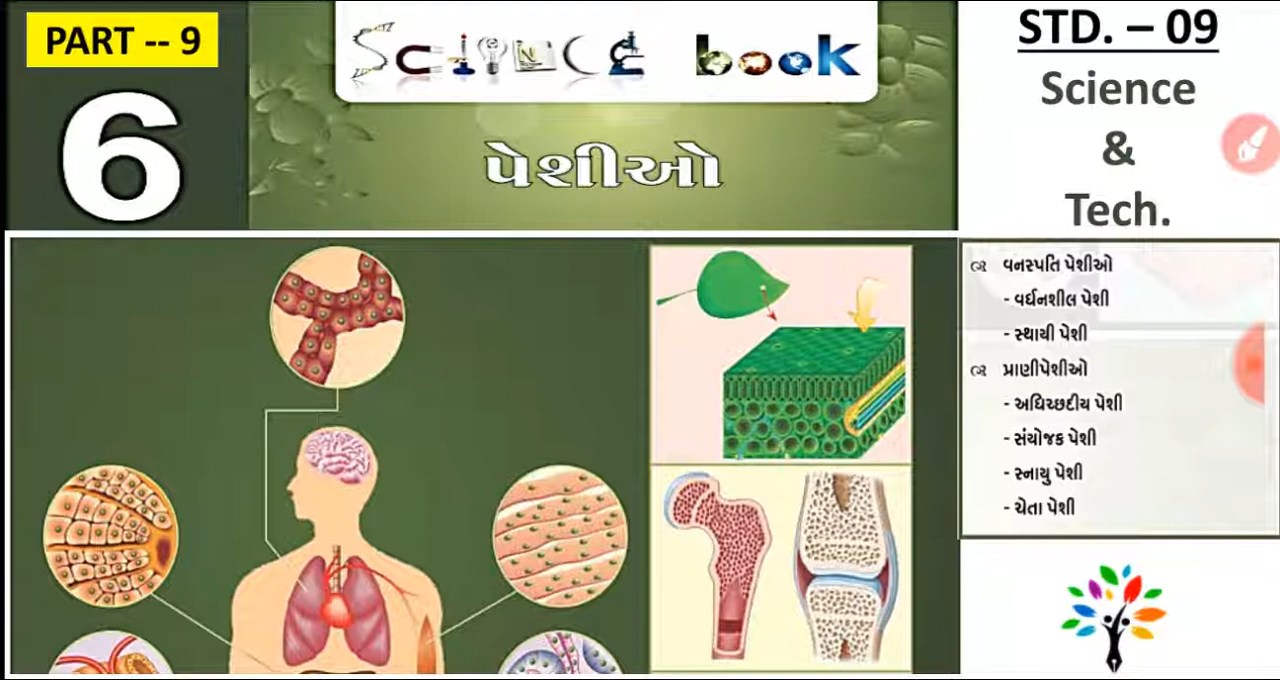 PART -- 9
6
Science book
પેશીઓ
STD. – 09
Science
&
Tech.
વનસ્પતિ પેશીઓ
- વર્ધનશીલ પેશી
- સ્થાયી પેશી
પ્રાણીપેશીઓ
- અધિચ્છદીય પેશી
- સંયોજક પેશી
- સ્નાયુ પેશી
- ચેતા પેશી